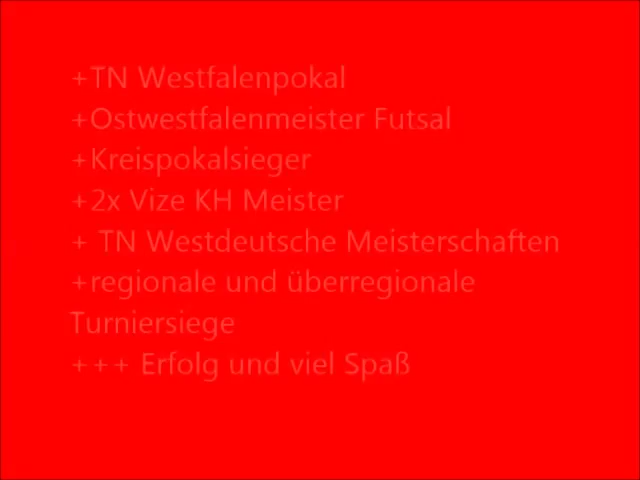 +TN Westfalenpokal
+Ostwestfalenmeister Futsal
+Kreispokalsieger
+2x Vize KH Meister
+ TN Westdeutsche Meisterschaften
+regionale und überregionale
Turniersiege
+++ Erfolg und viel Spaß